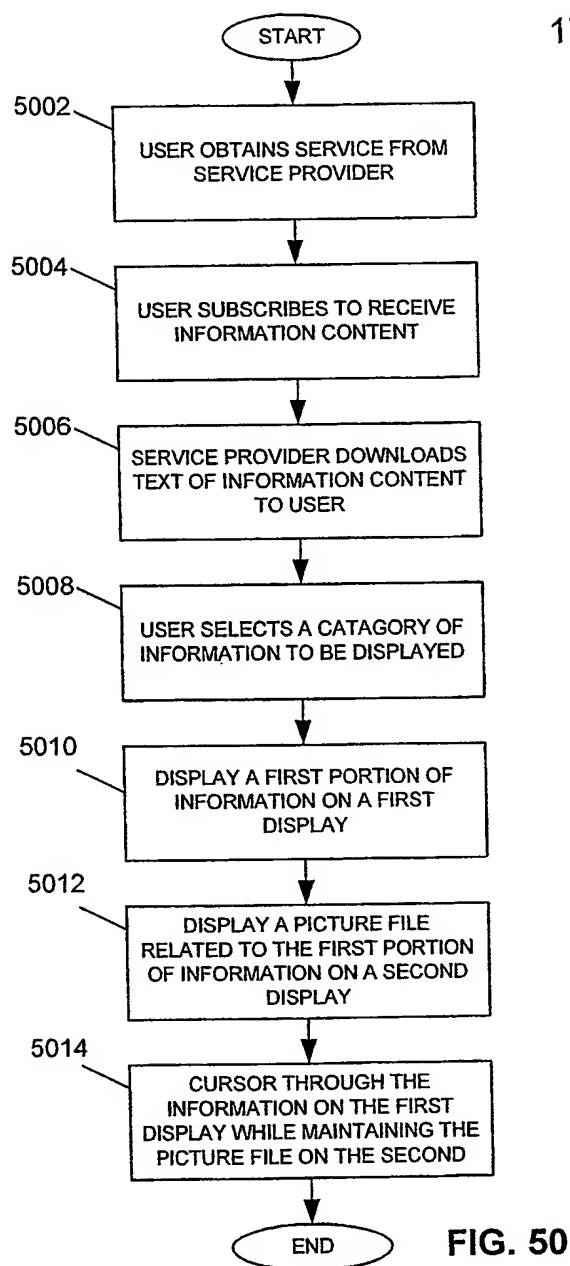 START
5002
USER OBTAINS SERVICE FROM
SERVICE PROVIDER
5004
USER SUBSCRIBES TO RECEIVE
INFORMATION CONTENT
5006
SERVICE PROVIDER DOWNLOADS
TEXT OF INFORMATION CONTENT
TO USER
5008
USER SELECTS A CATAGORY OF
INFORMATION TO BE DISPLAYED
5010
DISPLAY A FIRST PORTION OF
INFORMATION ON A FIRST
DISPLAY
5012
DISPLAY A PICTURE FILE
RELATED TO THE FIRST PORTION
OF INFORMATION ON A SECOND
DISPLAY
5014
CURSOR THROUGH THE
INFORMATION ON THE FIRST
DISPLAY WHILE MAINTAINING THE
PICTURE FILE ON THE SECOND
END
FIG. 50